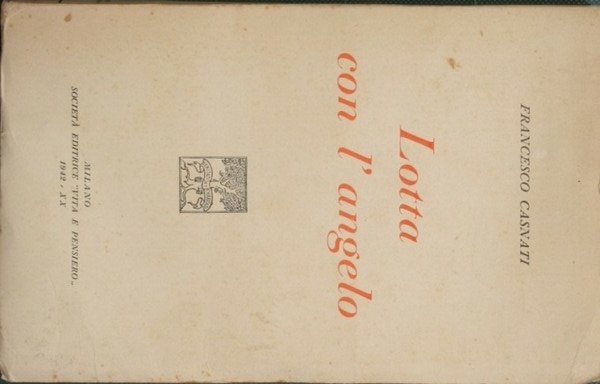 FRANCESCO CASNATI
Lotta
con l'angelo
MILANO
SOCIETÀ EDITRICE "VITA E PENSIERO„
1942 - XX